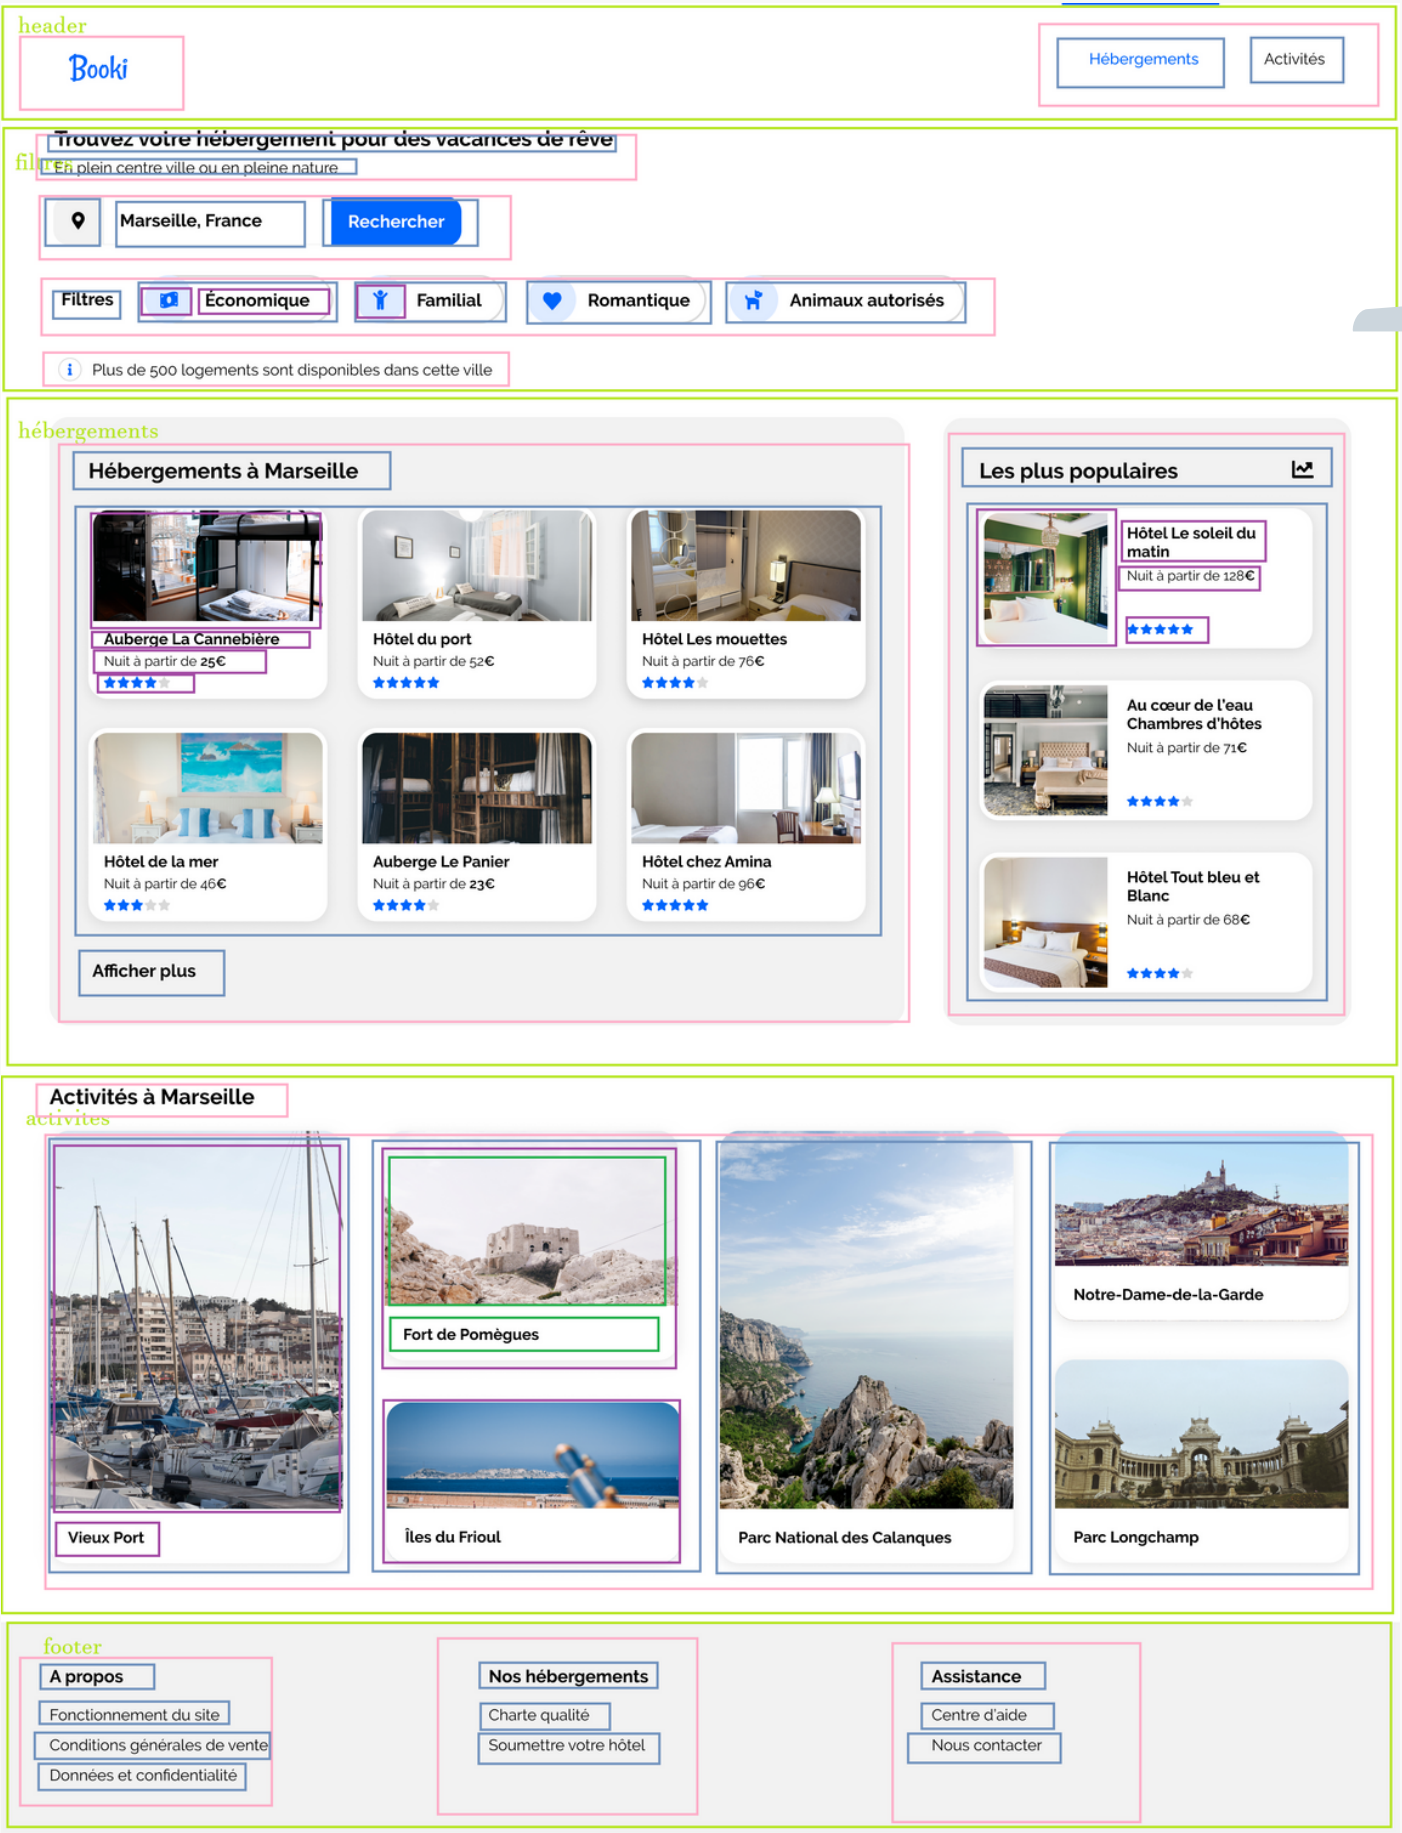 header
Booki
Hébergements
Activités
Trouvez votre hébergement pour des vacances de rêve
filtres
En plein centre ville ou en pleine nature
Marseille, France
Rechercher
Filtres
Économique
Familial
Romantique
Animaux autorisés
Plus de 500 logements sont disponibles dans cette ville
hébergements
Hébergements à Marseille
Auberge La Cannebière
Nuit à partir de 25€
Hôtel du port
Nuit à partir de 52€
Hôtel Les mouettes
Nuit à partir de 76€
Hôtel de la mer
Nuit à partir de 46€
Auberge Le Panier
Nuit à partir de 23€
Hôtel chez Amina
Nuit à partir de 96€
Afficher plus
Les plus populaires
Hôtel Le soleil du
matin
Nuit à partir de 128€
Au cœur de l'eau
Chambres d'hôtes
Nuit à partir de 71€
Hôtel Tout bleu et
Blanc
Nuit à partir de 68€
Activités à Marseille
activites
Vieux Port
Fort de Pomègues
Îles du Frioul
Parc National des Calanques
Notre-Dame-de-la-Garde
Parc Longchamp
footer
A propos
Fonctionnement du site
Conditions générales de vente
Données et confidentialité
Nos hébergements
Charte qualité
Soumettre votre hôtel
Assistance
Centre d'aide
Nous contacter